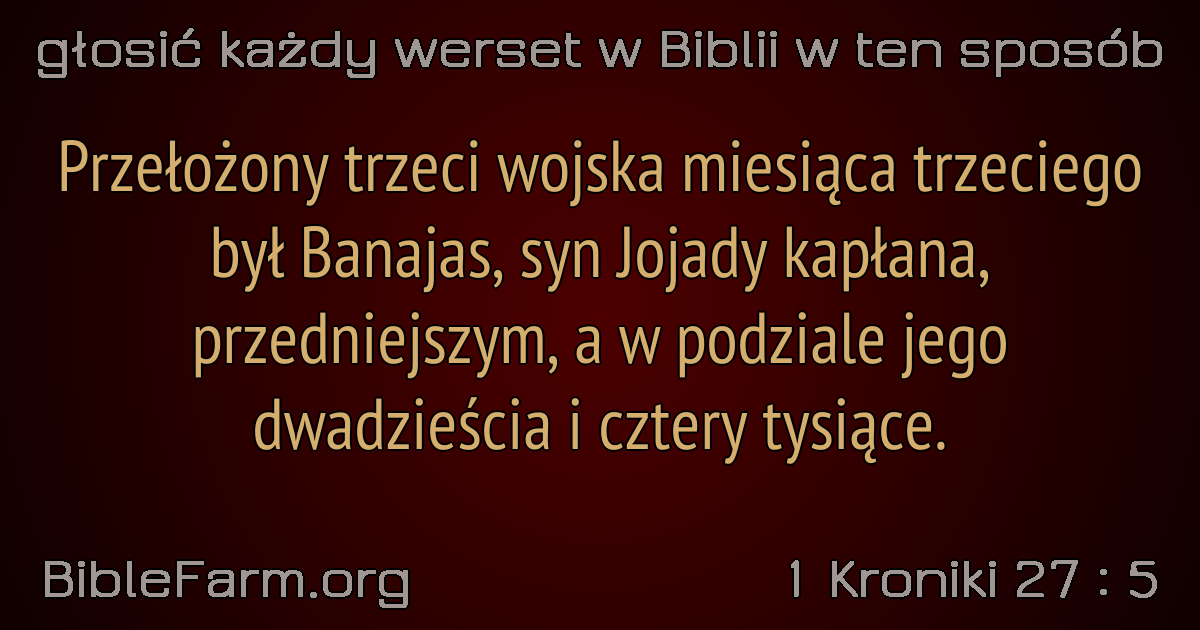 głosić każdy werset w Biblii w ten sposób
Przełożony trzeci wojska miesiąca trzeciego
był Banajas, syn Jojady kapłana,
przedniejszym, a w podziale jego
dwadzieścia i cztery tysiące.
BibleFarm.org
1 Kroniki 27 : 5